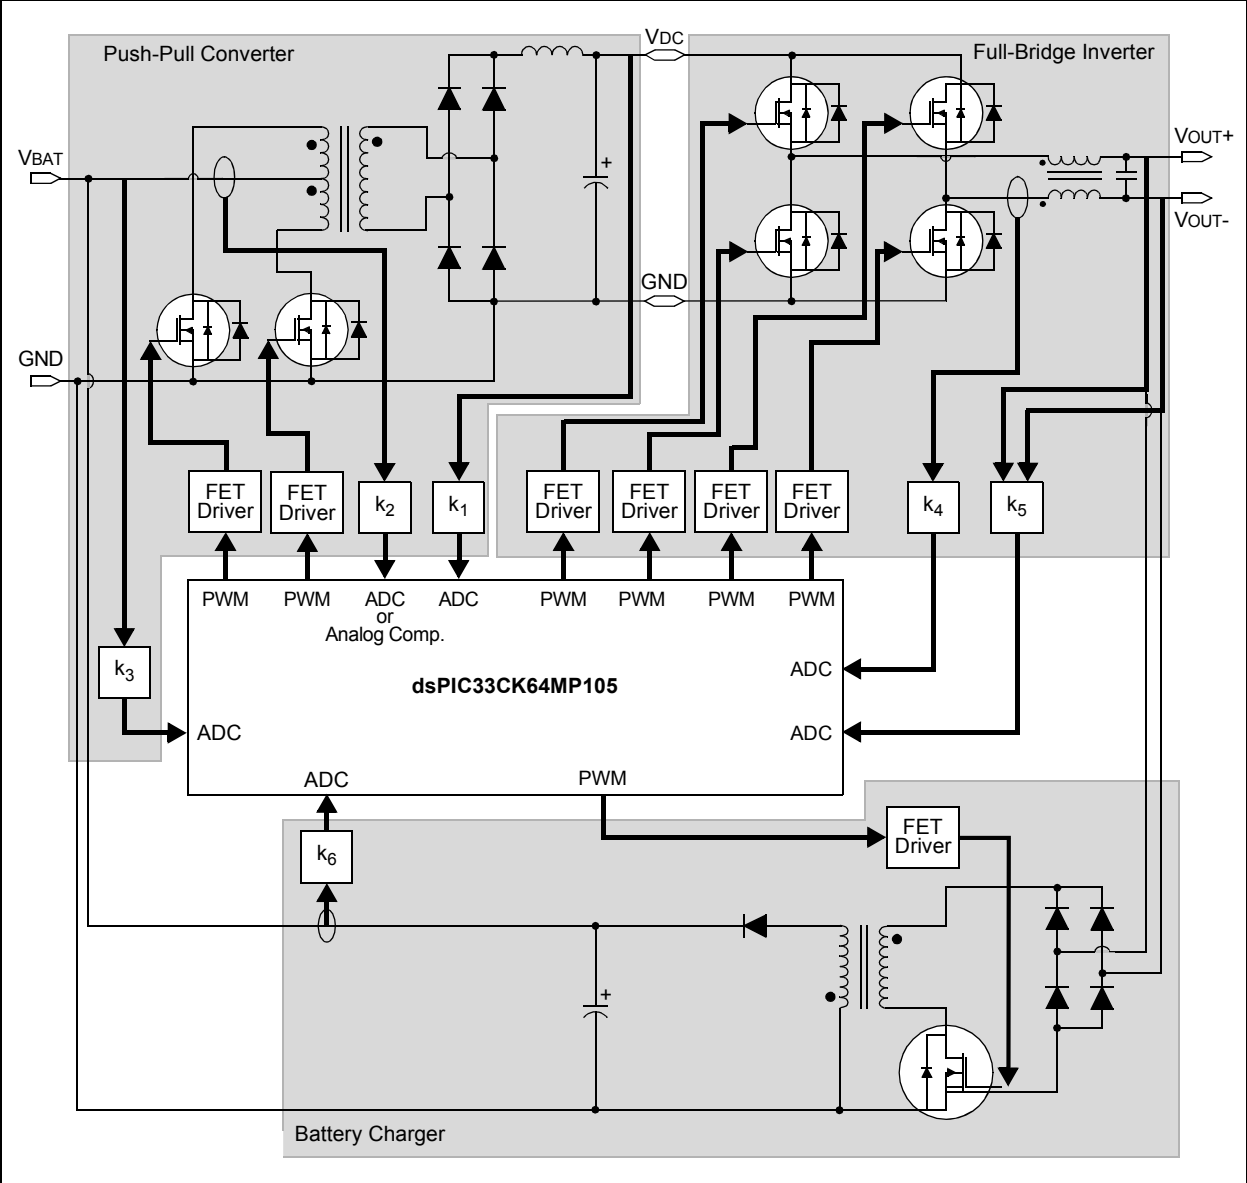 Push-Pull Converter
VDC
Full-Bridge Inverter
VBAT
+
VOUT+
VOUT-
GND
GND
FET
Driver
FET
Driver
k2
k1
FET
Driver
FET
Driver
FET
Driver
FET
Driver
k4
k5
PWM
PWM
ADC
or
Analog Comp.
ADC
PWM
PWM
PWM
PWM
k3
ADC
dsPIC33CK64MP105
ADC
ADC
ADC
PWM
k6
FET
Driver
+
Battery Charger